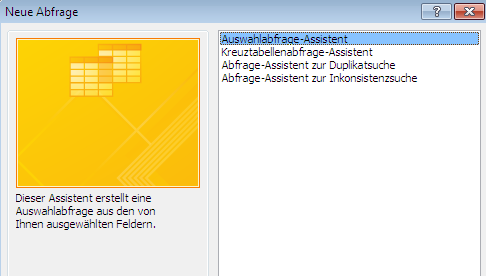 Neue Abfrage
Auswahlabfrage-Assistent
Kreuztabellenabfrage-Assistent
Abfrage-Assistent zur Duplikatsuche
Abfrage-Assistent zur Inkonsistenzsuche
Dieser Assistent erstellt eine
Auswahlabfrage aus den von
Ihnen ausgewählten Feldern.